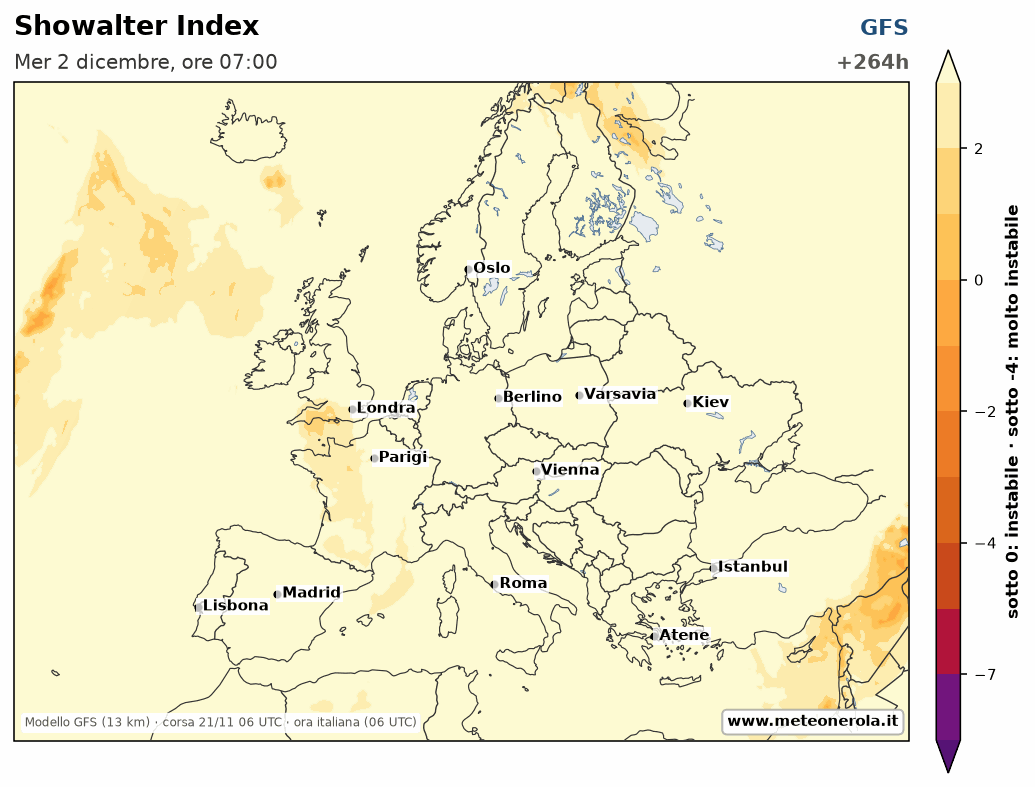 Showalter Index
GFS
Mer 2 dicembre, ore 07:00
+264h
Oslo
Londra
Berlino
Varsavia
Kiev
Parigi
Vienna
Istanbul
Roma
Madrid
Lisbona
Atene
Modello GFS (13 km) · corsa 21/11 06 UTC · ora italiana (06 UTC)
www.meteonerola.it
2
0
−2
−4
−7
sotto 0: instabile · sotto -4: molto instabile